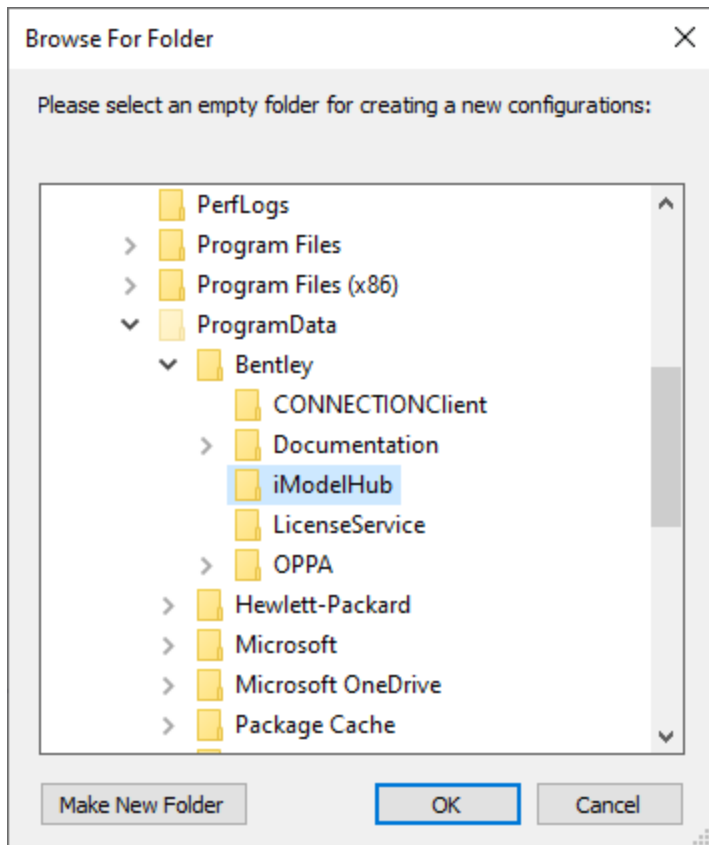 Browse For Folder
Please select an empty folder for creating a new configurations:
PerfLogs
Program Files
Program Files (x86)
ProgramData
Bentley
CONNECTIONClient
Documentation
iModelHub
LicenseService
OPPA
Hewlett-Packard
Microsoft
Microsoft OneDrive
Package Cache
Make New Folder OK Cancel